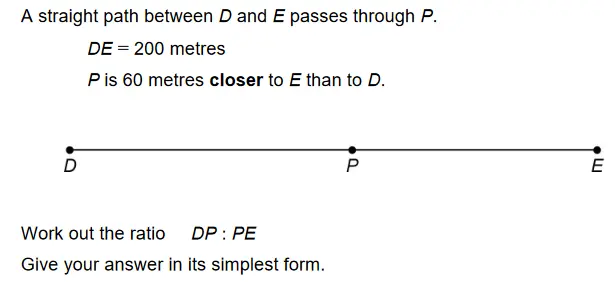 A straight path between D and E passes through P.
DE = 200 metres
P is 60 metres closer to E than to D.
D P E
Work out the ratio DP : PE
Give your answer in its simplest form.